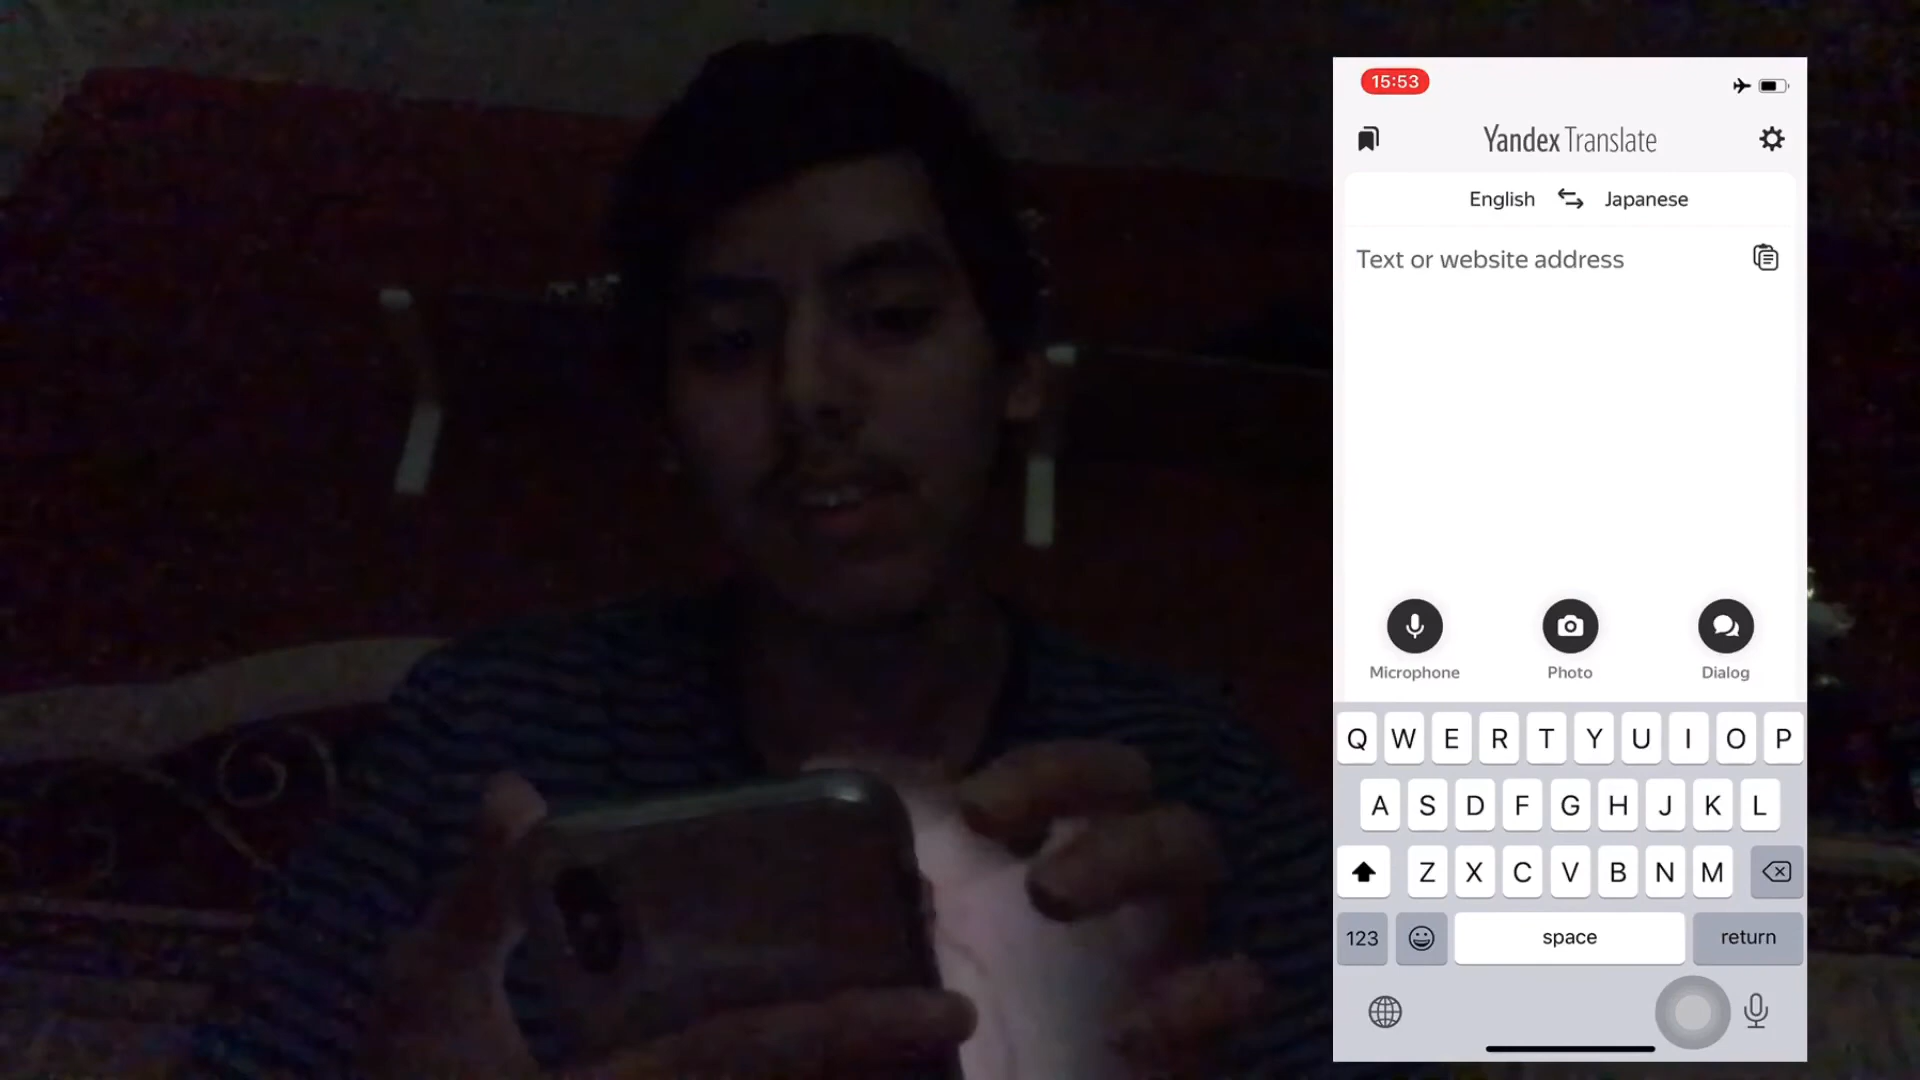 15:53
Yandex Translate
English Japanese
Text or website address
Microphone Photo Dialog
Q W E R T Y U I O P
A S D F G H J K L
Z X C V B N M
123 space return